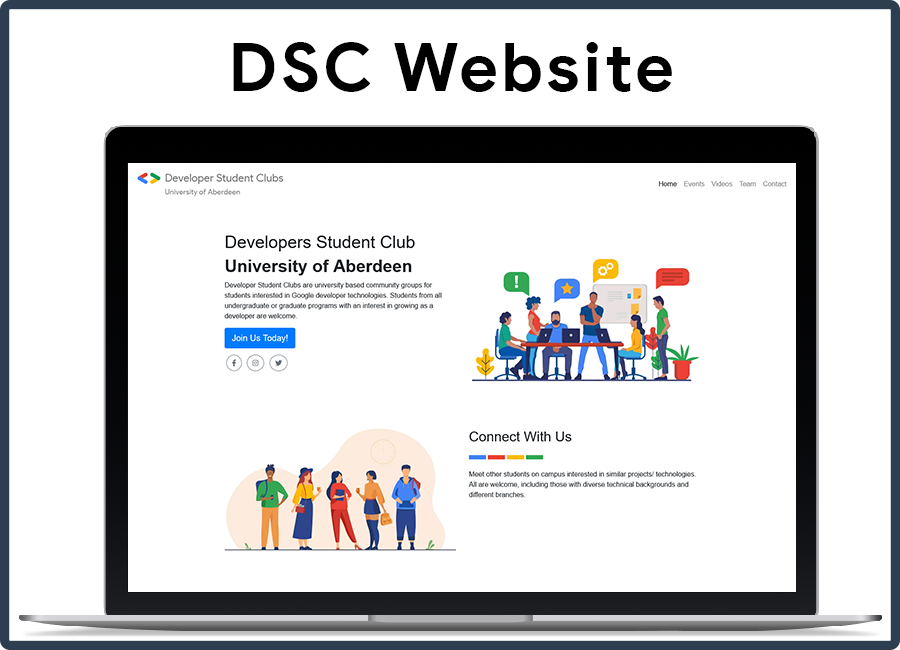 DSC Website
Developer Student Clubs
University of Aberdeen
Home Events Videos Team Contact
Developers Student Club
University of Aberdeen
Developer Student Clubs are university based community groups for
students interested in Google developer technologies. Students from all
undergraduate or graduate programs with an interest in growing as a
developer are welcome.
Join Us Today!
Connect With Us
Meet other students on campus interested in similar projects/ technologies.
All are welcome, including those with diverse technical backgrounds and
different branches.